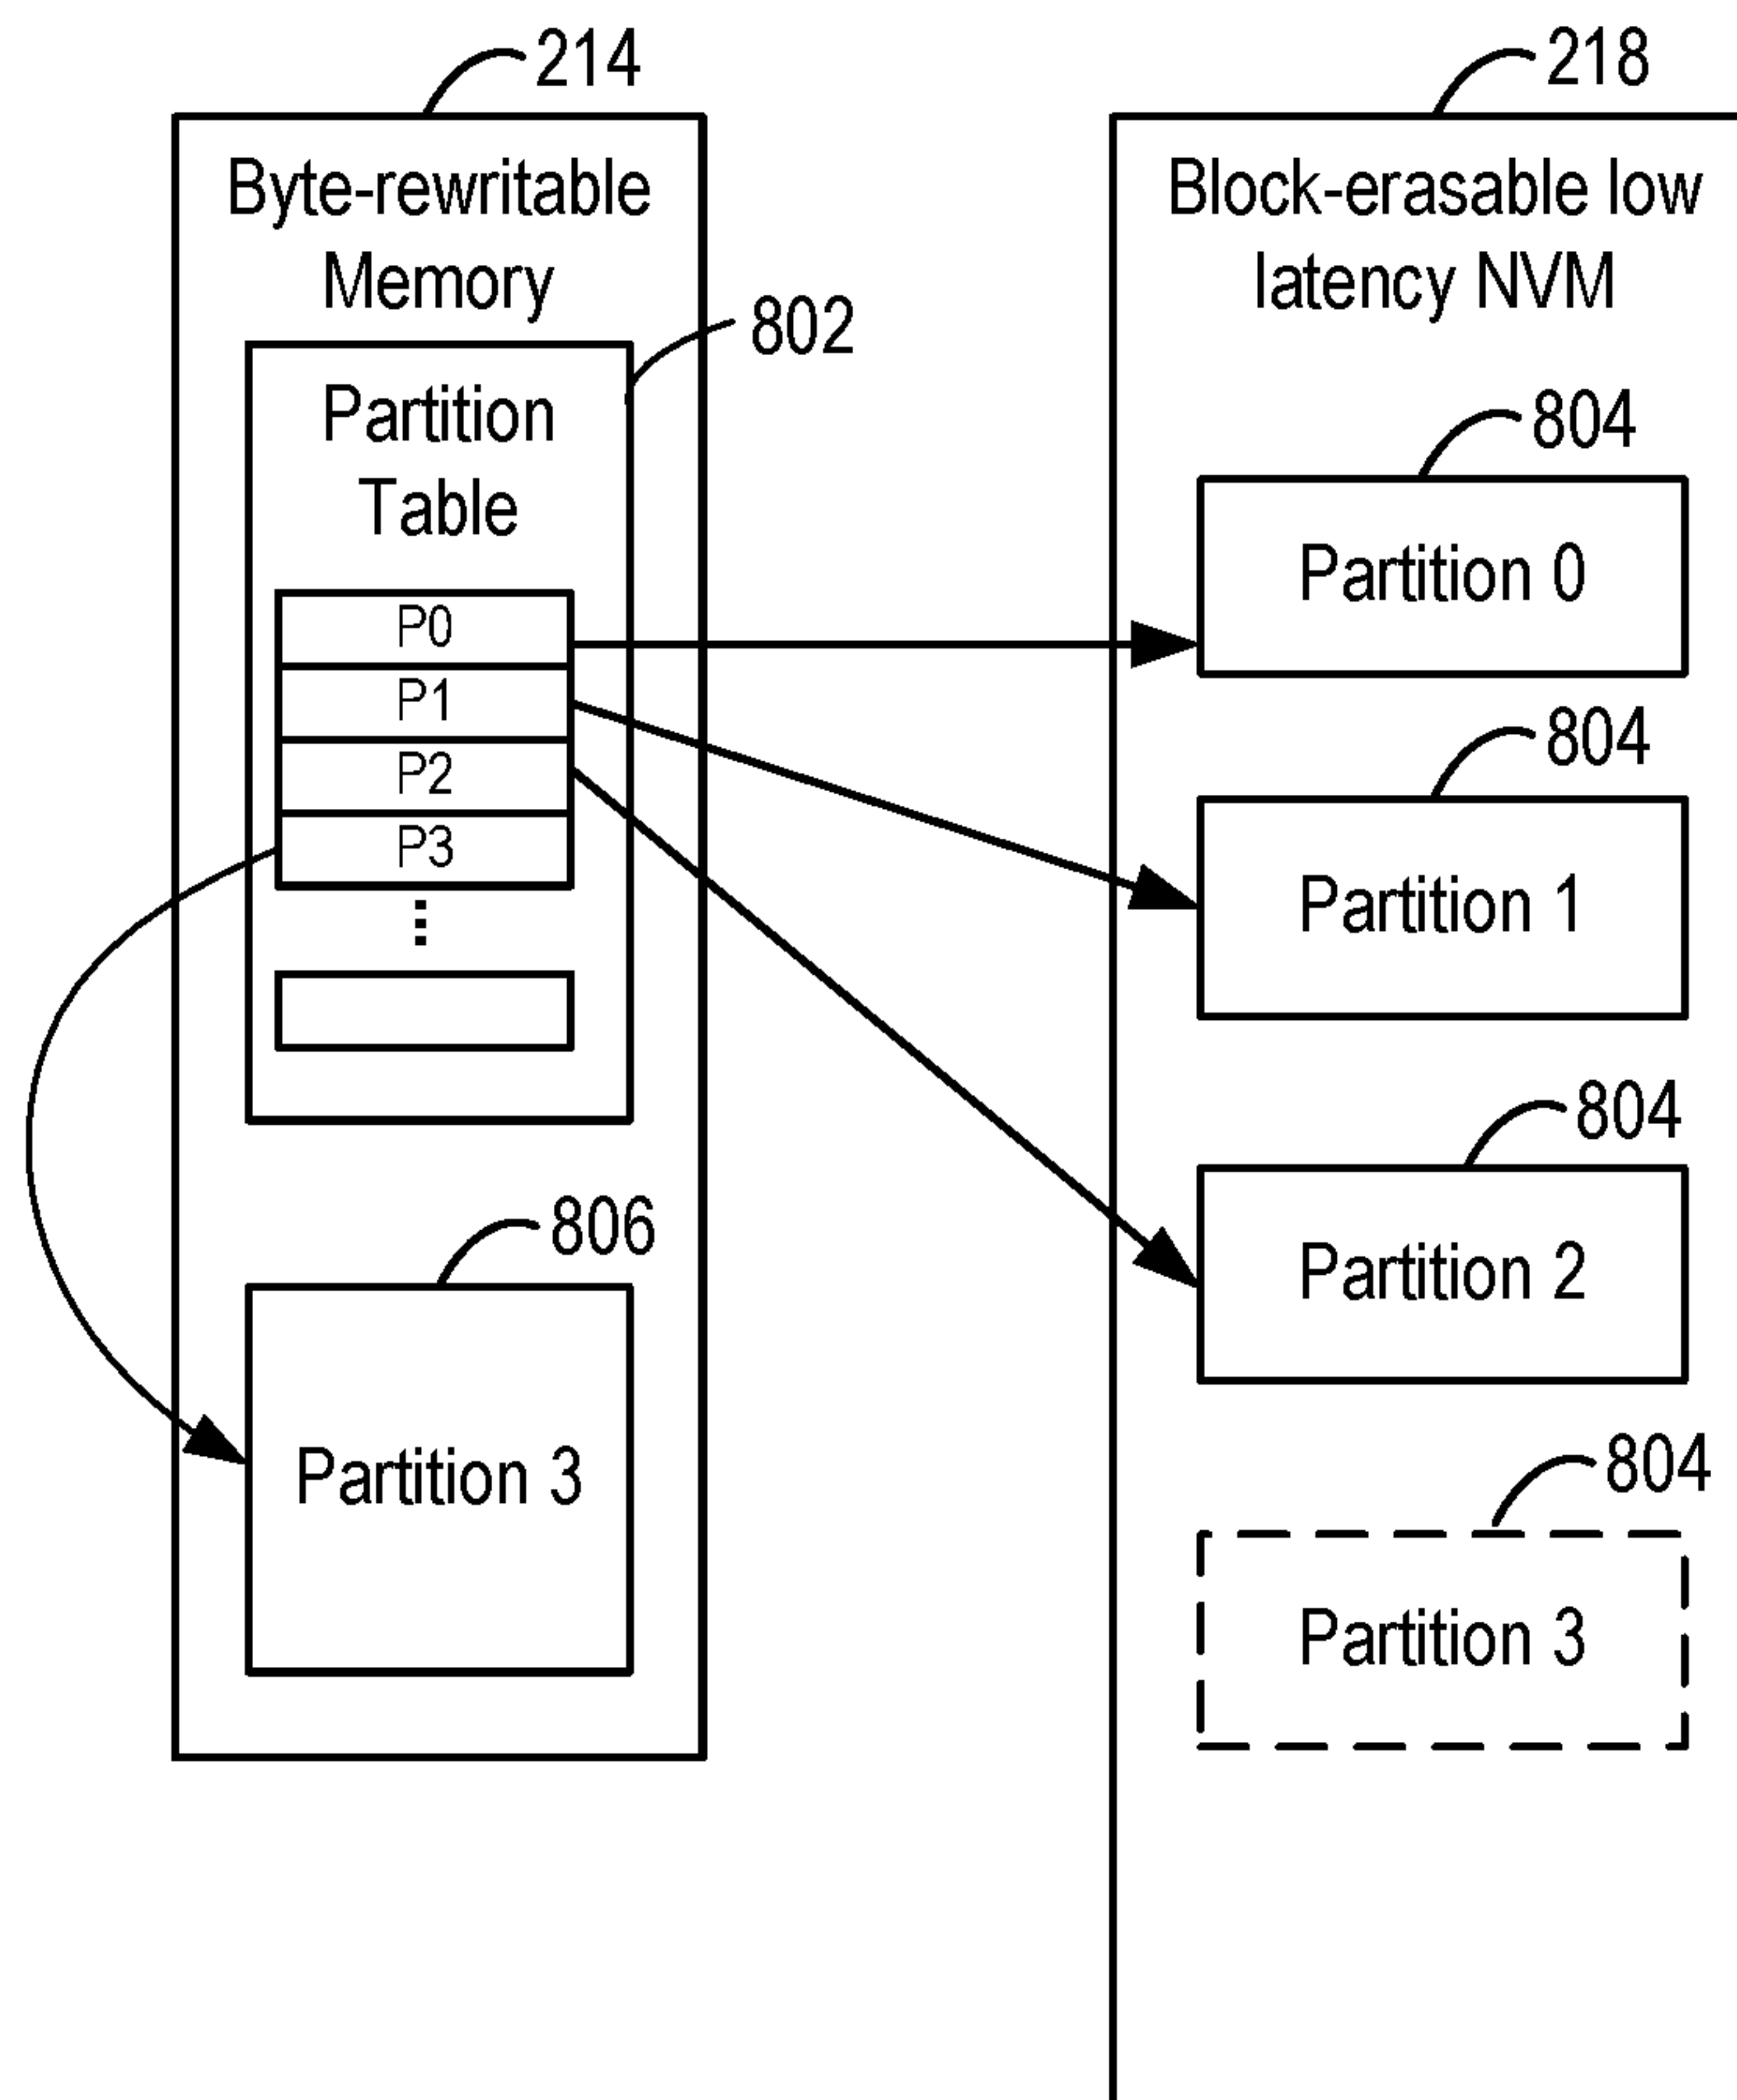 214
Byte-rewritable
Memory
802
Partition
Table
P0
P1
P2
P3
806
Partition 3
218
Block-erasable low
latency NVM
804
Partition 0
804
Partition 1
804
Partition 2
804
Partition 3